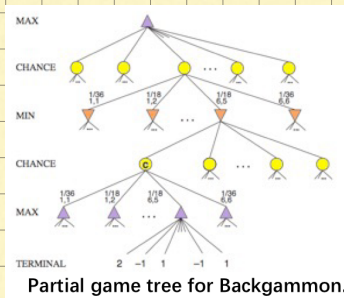 MAX
CHANCE
...
1/36 1/18 1/18 1/36
1,1 1,2 6,5 6,6
MIN
...
CHANCE
C
...
1/36 1/18 1/18 1/36
1,1 1,2 6,5 6,6
MAX
...
TERMINAL 2 -1 1 -1 1
Partial game tree for Backgammon.